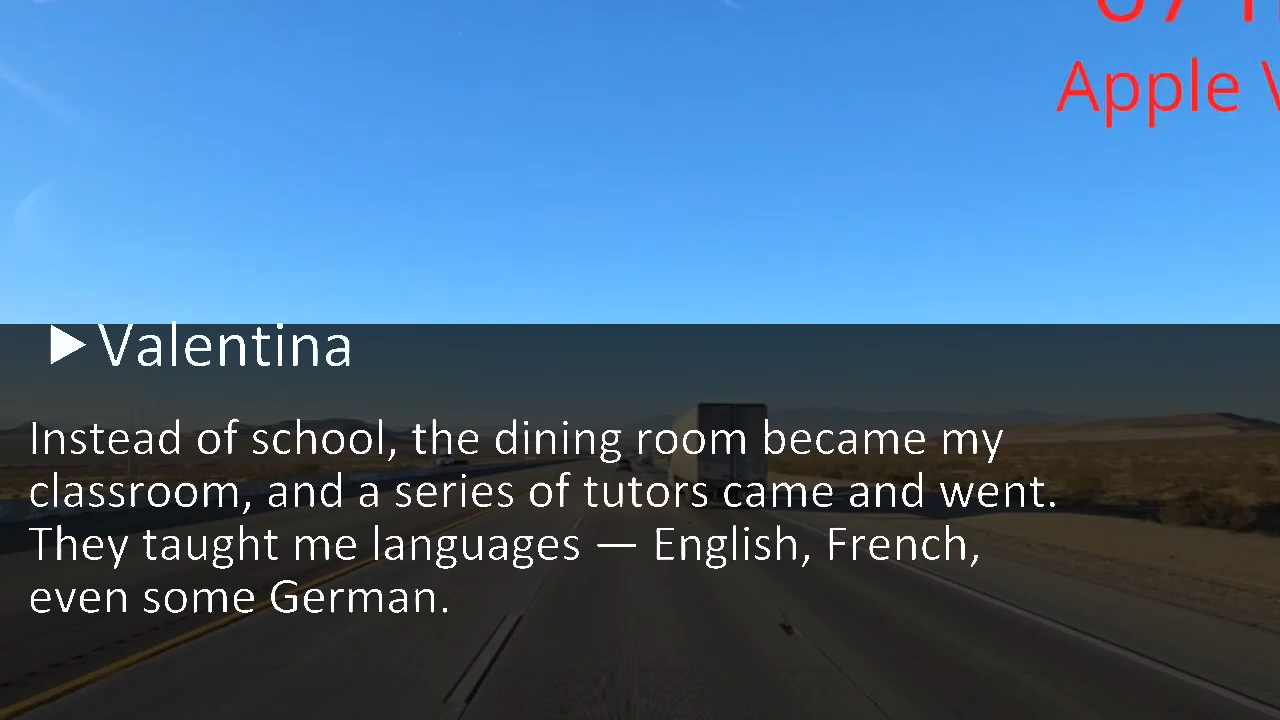 Apple
▶Valentina
Instead of school, the dining room became my
classroom, and a series of tutors came and went.
They taught me languages — English, French,
even some German.